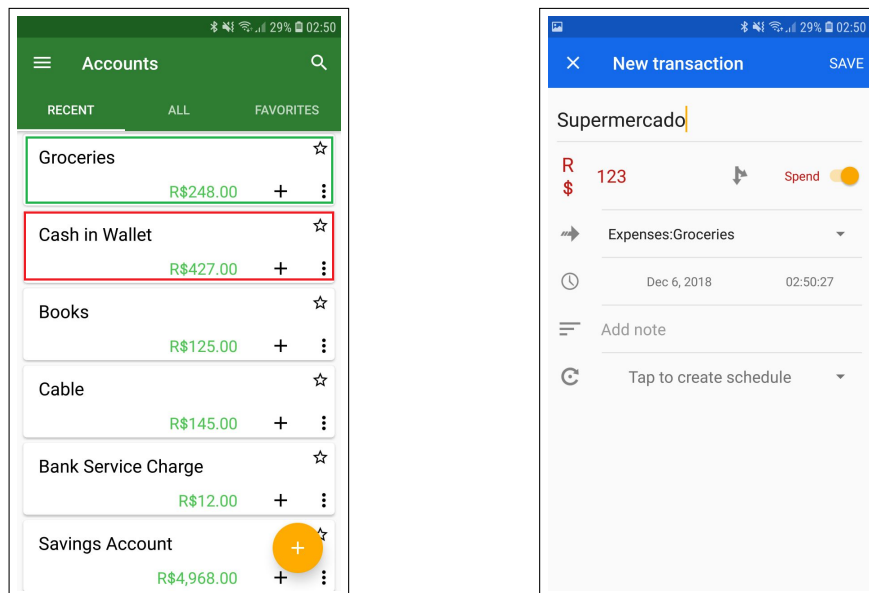 29% 02:50
Accounts
RECENT ALL FAVORITES
Groceries
R$248.00
Cash in Wallet
R$427.00
Books
R$125.00
Cable
R$145.00
Bank Service Charge
R$12.00
Savings Account
R$4,968.00
29% 02:50
New transaction SAVE
Supermercado
R
$ 123 Spend
Expenses:Groceries
Dec 6, 2018 02:50:27
Add note
Tap to create schedule